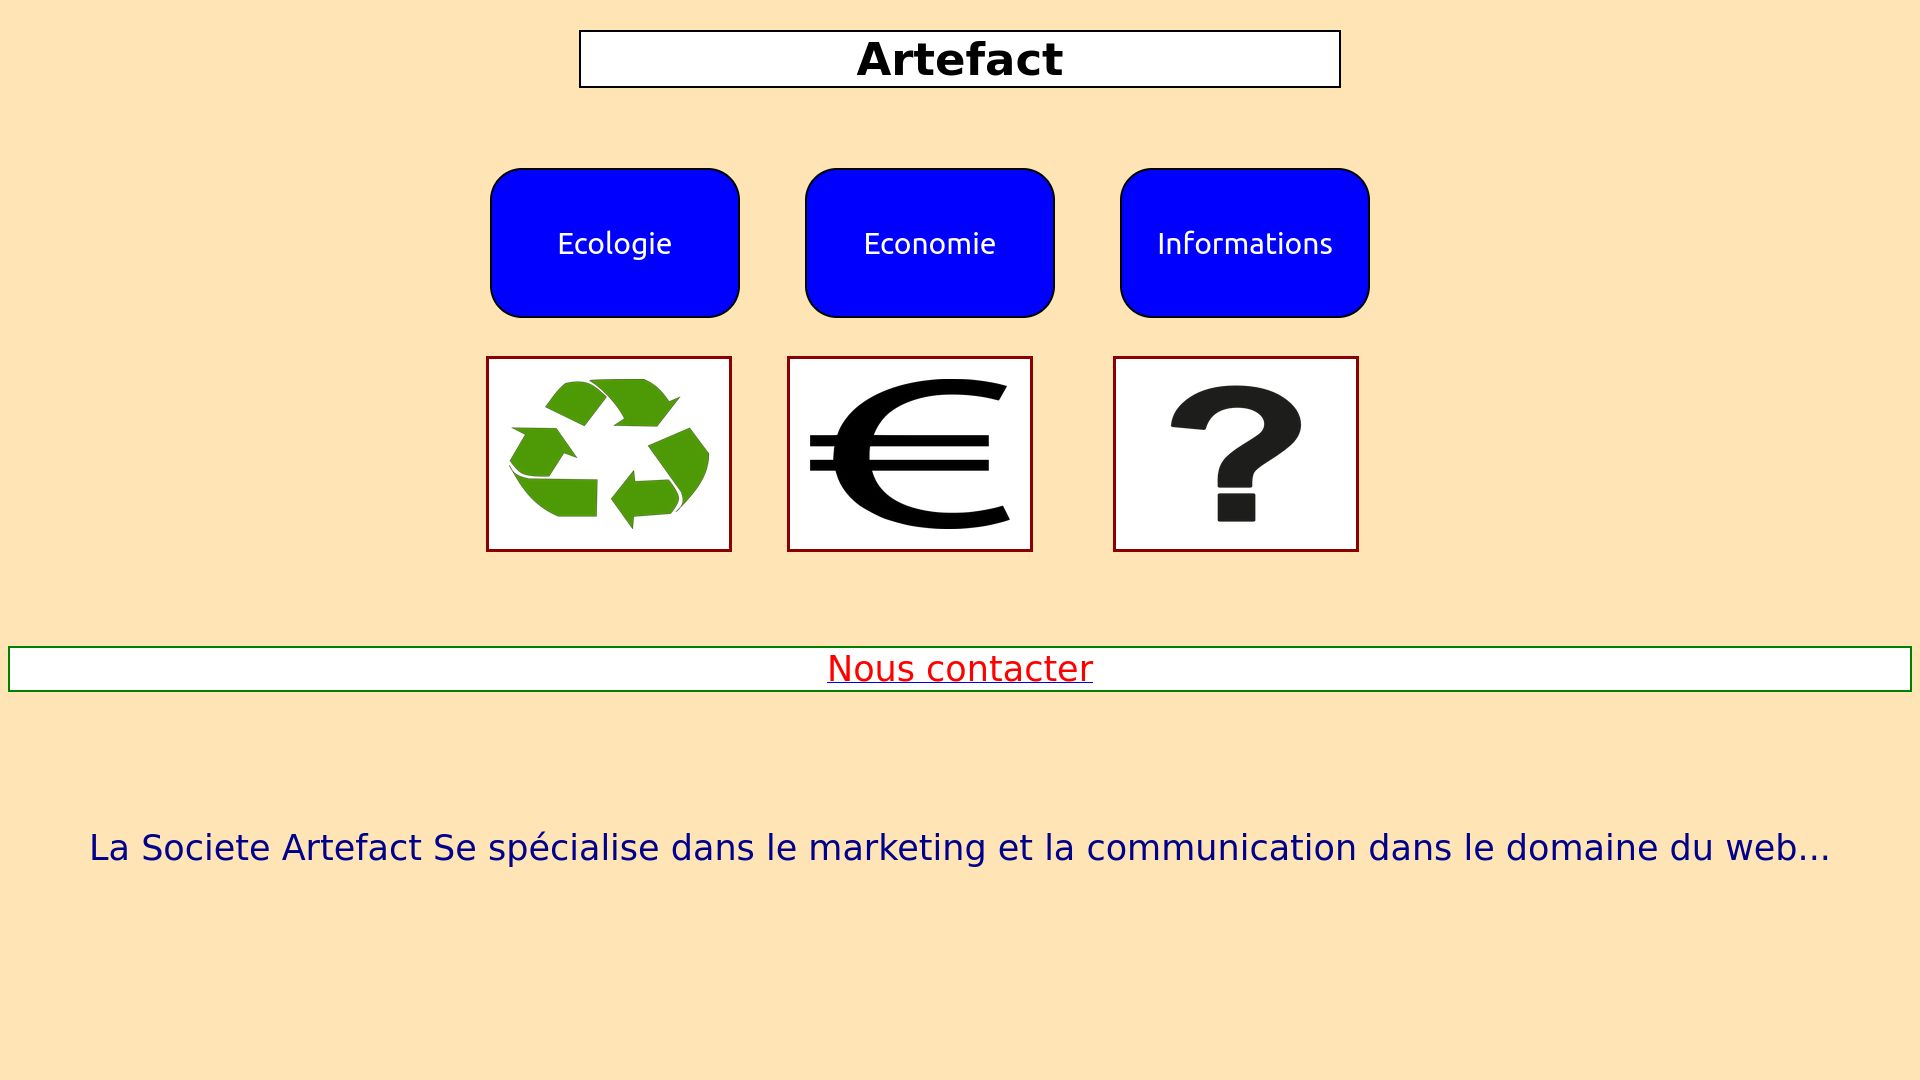 Artefact
Ecologie
Economie
Informations
€
?
Nous contacter
La Societe Artefact Se spécialise dans le marketing et la communication dans le domaine du web...